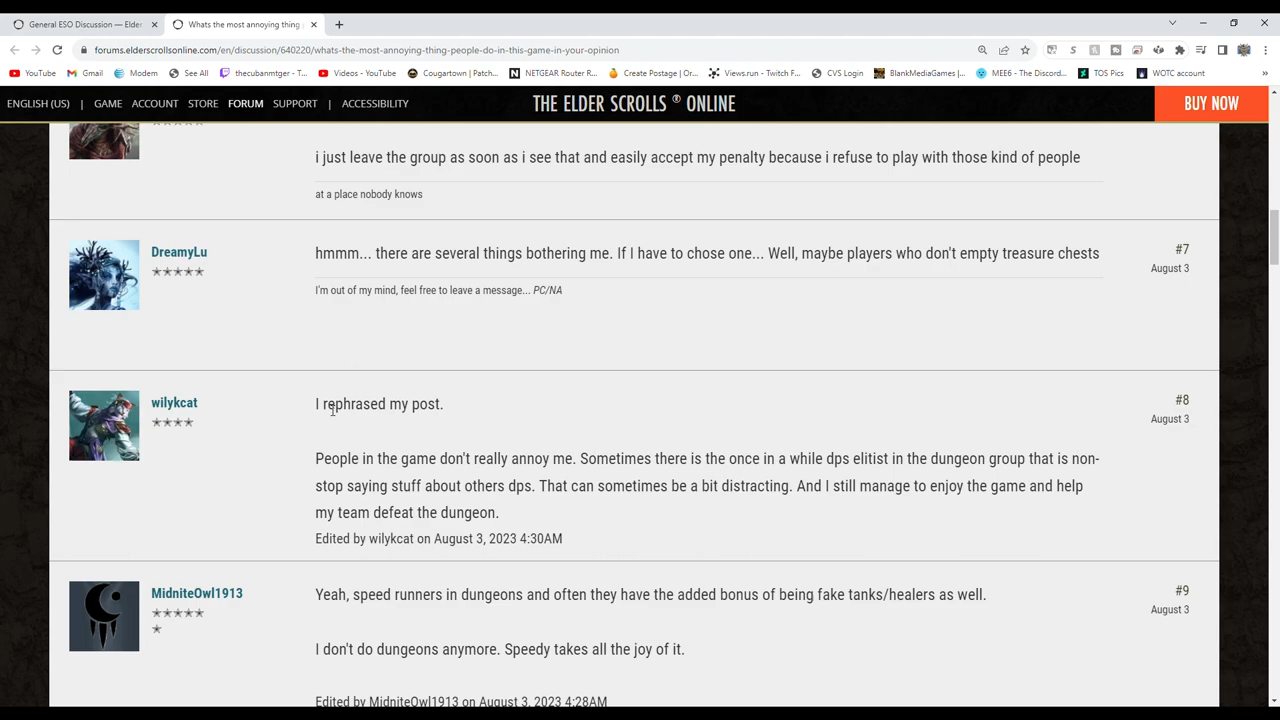 General ESO Discussion — Elder
Whats the most annoying thing
forums.elderscrollsonline.com/en/discussion/640220/whats-the-most-annoying-thing-people-do-in-this-game-in-your-opinion
YouTube Gmail Modem See All thecubanmtger - T... Videos - YouTube Cougartown | Patch... NETGEAR Router R... Create Postage | Or... Views.run - Twitch F... CVS Login BlankMediaGames |... MEE6 - The Discord... TOS Pics WOTC account »
ENGLISH (US) | GAME ACCOUNT STORE FORUM SUPPORT | ACCESSIBILITY THE ELDER SCROLLS ® ONLINE BUY NOW
i just leave the group as soon as i see that and easily accept my penalty because i refuse to play with those kind of people
at a place nobody knows
DreamyLu
hmmm... there are several things bothering me. If I have to chose one... Well, maybe players who don't empty treasure chests
#7
August 3
I'm out of my mind, feel free to leave a message... PC/NA
wilykcat
I rephrased my post.
#8
August 3
People in the game don't really annoy me. Sometimes there is the once in a while dps elitist in the dungeon group that is non-
stop saying stuff about others dps. That can sometimes be a bit distracting. And I still manage to enjoy the game and help
my team defeat the dungeon.
Edited by wilykcat on August 3, 2023 4:30AM
MidniteOwl1913
Yeah, speed runners in dungeons and often they have the added bonus of being fake tanks/healers as well.
#9
August 3
I don't do dungeons anymore. Speedy takes all the joy of it.
Edited by MidniteOwl1913 on August 3, 2023 4:28AM